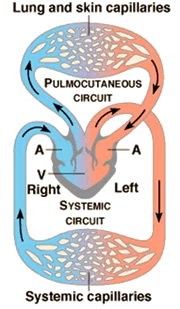 Lung and skin capillaries
PULMOCUTANEOUS
CIRCUIT
A A
V
Right Left
SYSTEMIC
CIRCUIT
Systemic capillaries